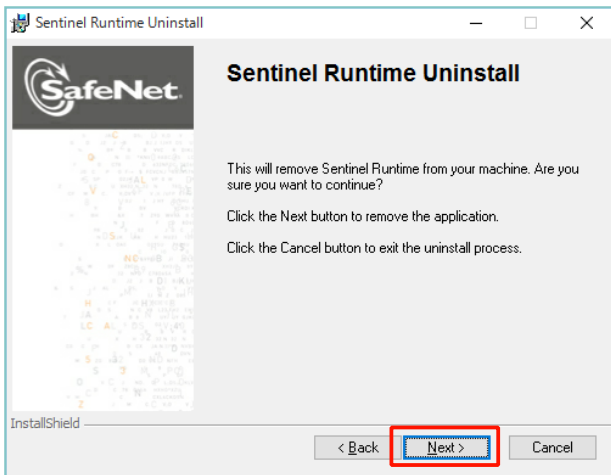 Sentinel Runtime Uninstall
SafeNet.
Sentinel Runtime Uninstall
This will remove Sentinel Runtime from your machine. Are you
sure you want to continue?
Click the Next button to remove the application.
Click the Cancel button to exit the uninstall process.
InstallShield
< Back
Next >
Cancel